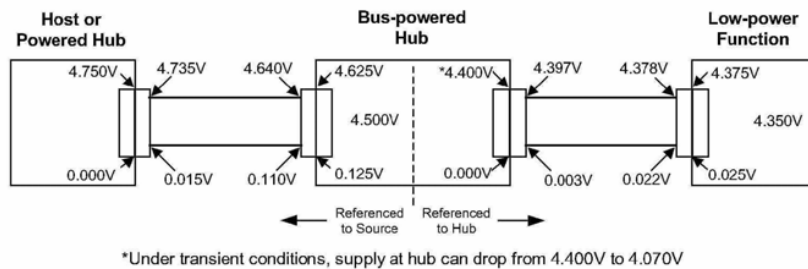 Host or
Powered Hub
Bus-powered
Hub
Low-power
Function
4.750V
4.735V
4.640V
4.625V
*4.400V
4.397V
4.378V
4.375V
4.500V
4.350V
0.000V
0.015V
0.110V
0.125V
0.000V
0.003V
0.022V
0.025V
Referenced
to Source
Referenced
to Hub
*Under transient conditions, supply at hub can drop from 4.400V to 4.070V